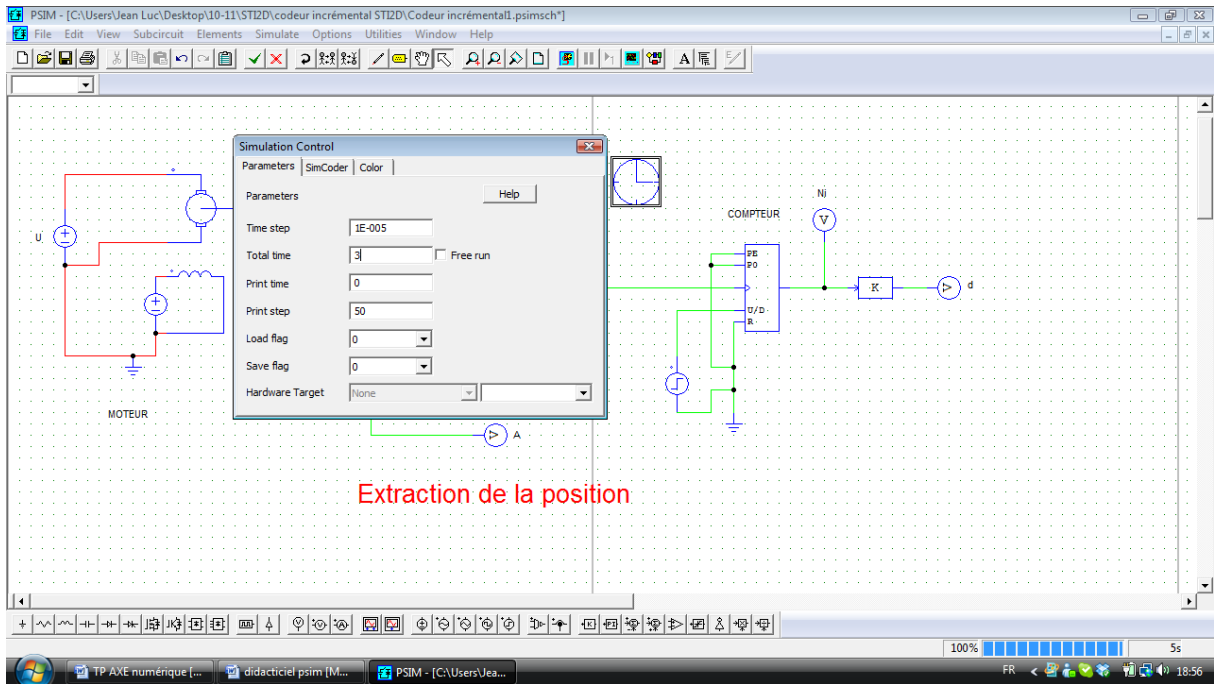 PSIM - [C:\Users\Jean Luc\Desktop\10-11\STI2D\codeur incrémental STI2D\Codeur incrémental1.psimsch*]
File Edit View Subcircuit Elements Simulate Options Utilities Window Help
Simulation Control
Parameters SimCoder Color
Parameters Help
Time step 1E-005
Total time 3 Free run
Print time 0
Print step 50
Load flag 0
Save flag 0
Hardware Target None
U
MOTEUR
A
COMPTEUR
Ni
V
PE
PO
U/D
R
K
V
d
V
Extraction de la position
100% 5s
TP AXE numérique [... didacticiel psim [M... PSIM - [C:\Users\Jea... FR 18:56